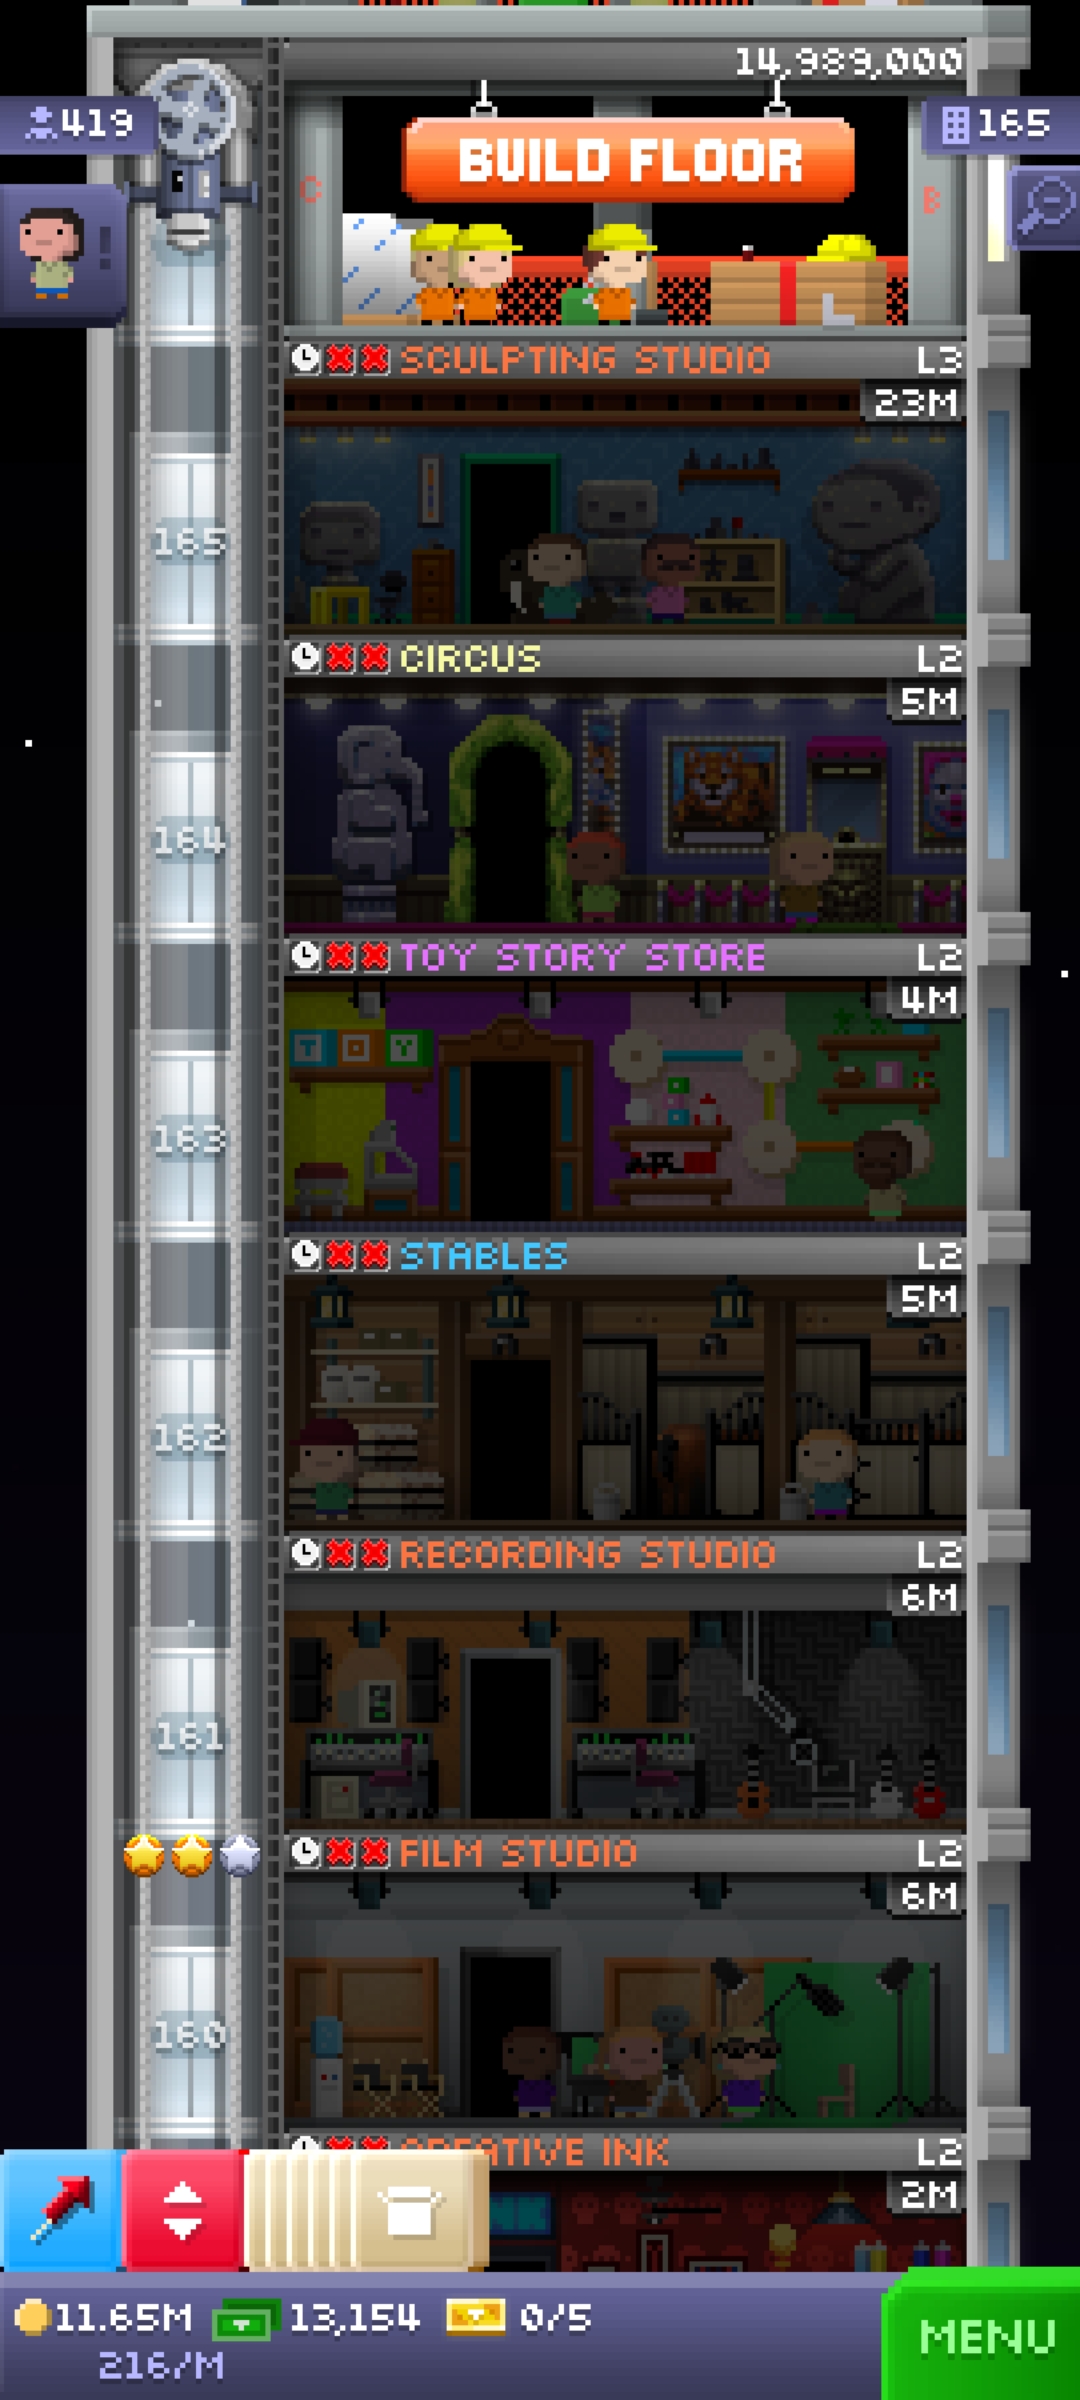 14,989,000
419
BUILD FLOOR
165
C
B
SCULPTING STUDIO L3
23M
165
CIRCUS L2
5M
164
TOY STORY STORE L2
4M
TOY
163
STABLES L2
5M
162
RECORDING STUDIO L2
6M
161
FILM STUDIO L2
6M
160
CREATIVE INK L2
2M
11.65M 13,154 0/5
216/M
MENU